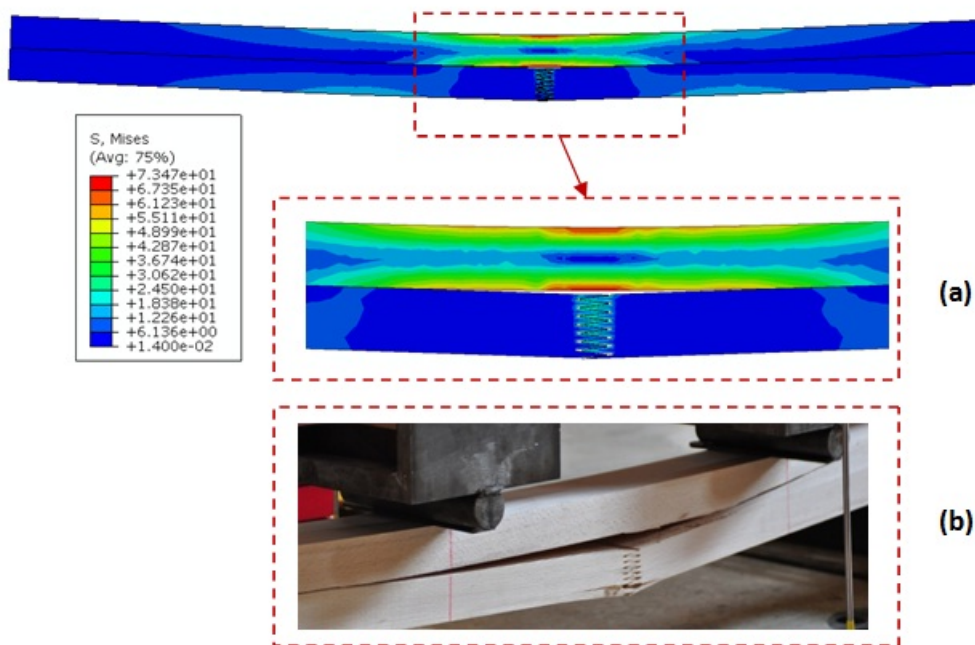 S, Mises
(Avg: 75%)
+7.347e+01
+6.735e+01
+6.123e+01
+5.511e+01
+4.899e+01
+4.287e+01
+3.674e+01
+3.062e+01
+2.450e+01
+1.838e+01
+1.226e+01
+6.136e+00
+1.400e-02
(a)
(b)